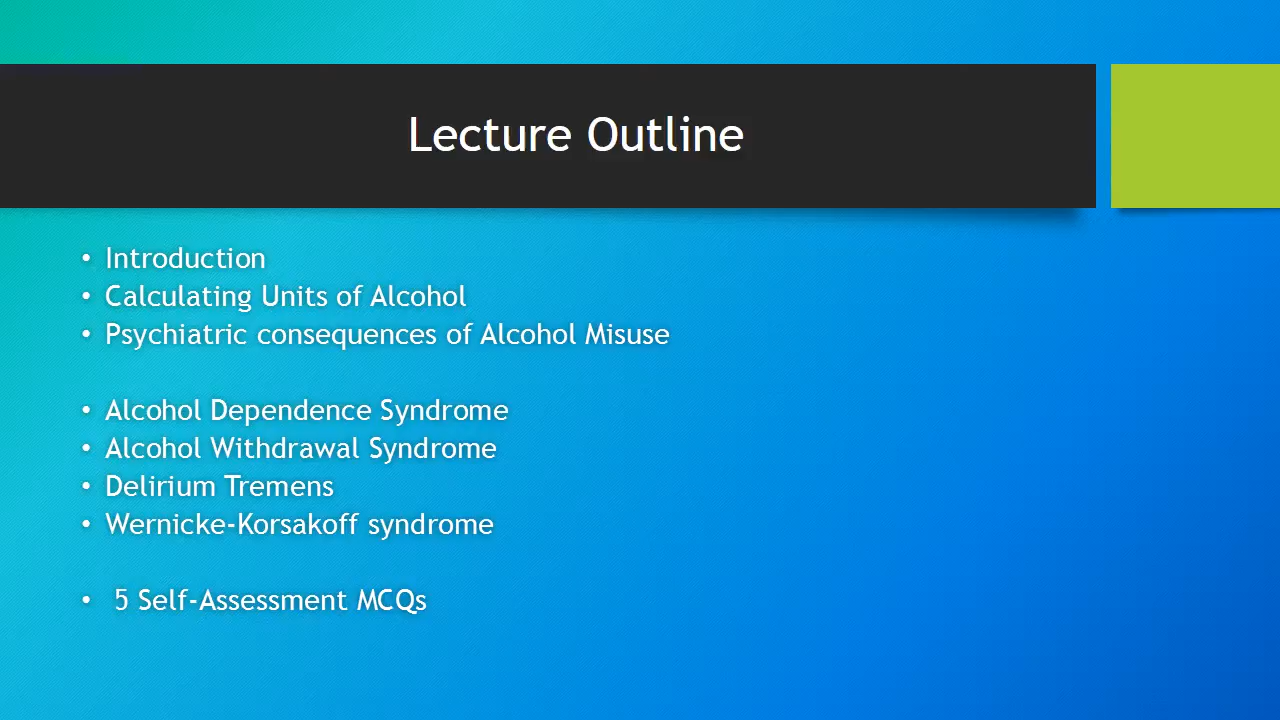 Lecture Outline
• Introduction
• Calculating Units of Alcohol
• Psychiatric consequences of Alcohol Misuse
• Alcohol Dependence Syndrome
• Alcohol Withdrawal Syndrome
• Delirium Tremens
• Wernicke-Korsakoff syndrome
• 5 Self-Assessment MCQs